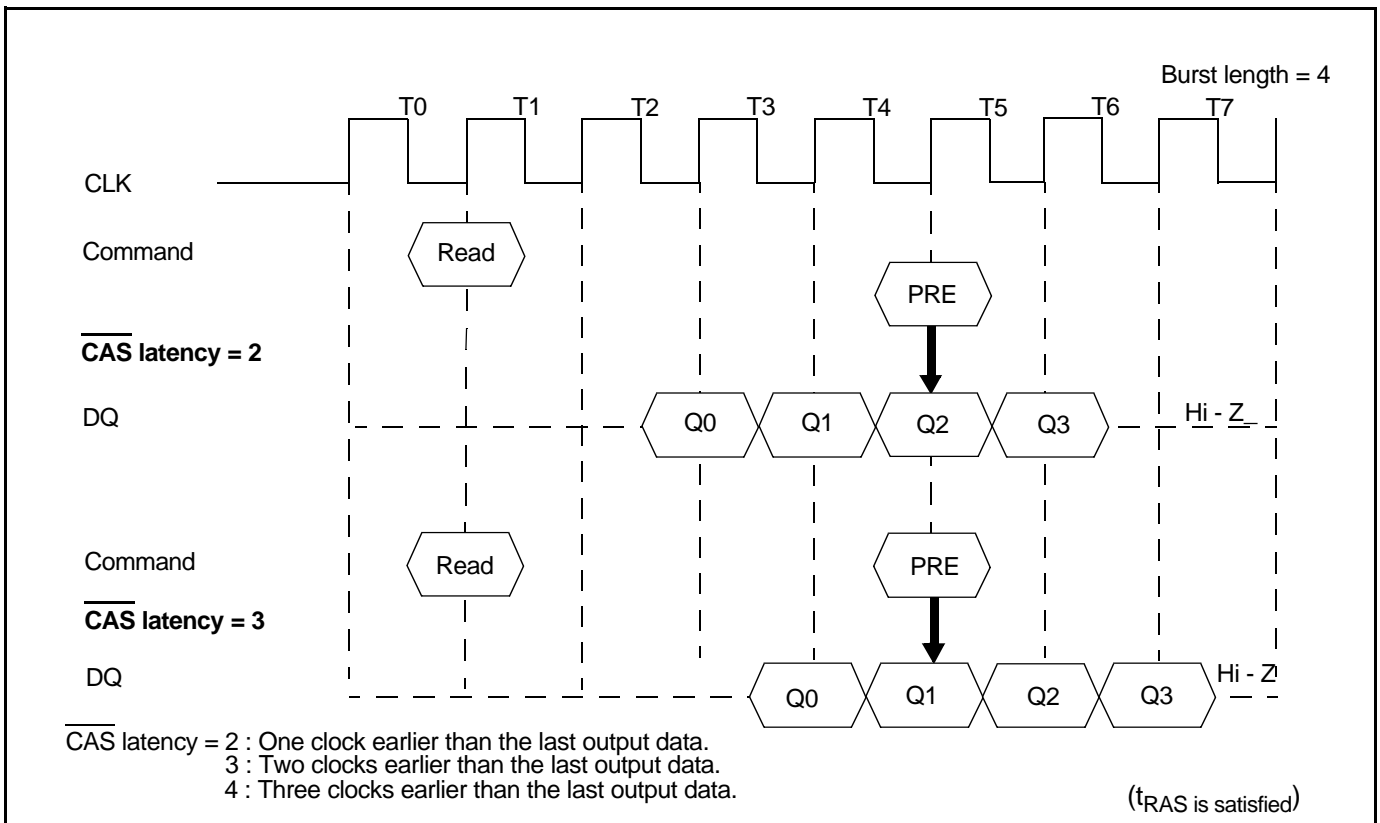 Burst length = 4
T0 T1 T2 T3 T4 T5 T6 T7
CLK
Command
Read
PRE
CAS latency = 2
DQ
Q0 Q1 Q2 Q3
Hi - Z
Command
Read
PRE
CAS latency = 3
DQ
Q0 Q1 Q2 Q3
Hi - Z
CAS latency = 2 : One clock earlier than the last output data.
3 : Two clocks earlier than the last output data.
4 : Three clocks earlier than the last output data.
(tRAS is satisfied)